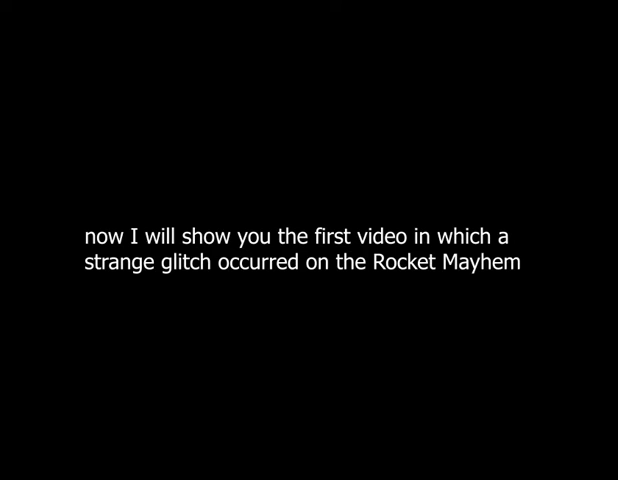 now I will show you the first video in which a
strange glitch occurred on the Rocket Mayhem